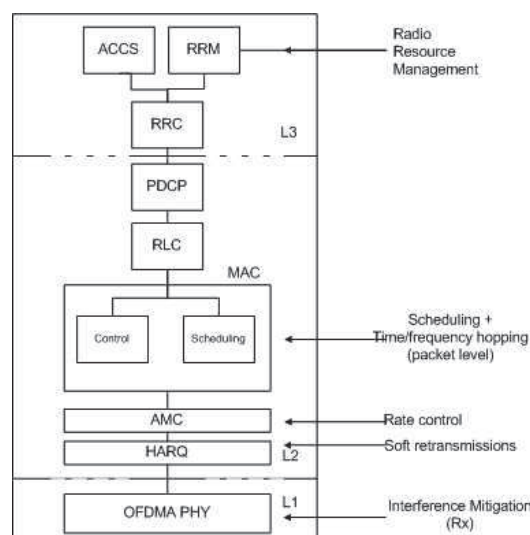 ACCS
RRM
Radio
Resource
Management
RRC
L3
PDCP
RLC
MAC
Control
Scheduling
Scheduling +
Time/frequency hopping
(packet level)
AMC
Rate control
HARQ
L2
Soft retransmissions
L1
OFDMA PHY
Interference Mitigation
(Rx)